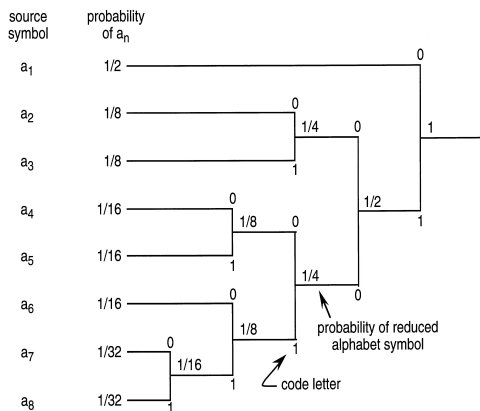 source symbol
probability of aₙ
0
a₁ 1/2
1
0
a₂ 1/8
1/4 0
a₃ 1/8
1
0
a₄ 1/16
1/8 0
1/2
1
a₅ 1/16
1
1/4
0
0
a₆ 1/16
probability of reduced alphabet symbol
1/8
0
a₇ 1/32
1/16
1
1
code letter
a₈ 1/32
1